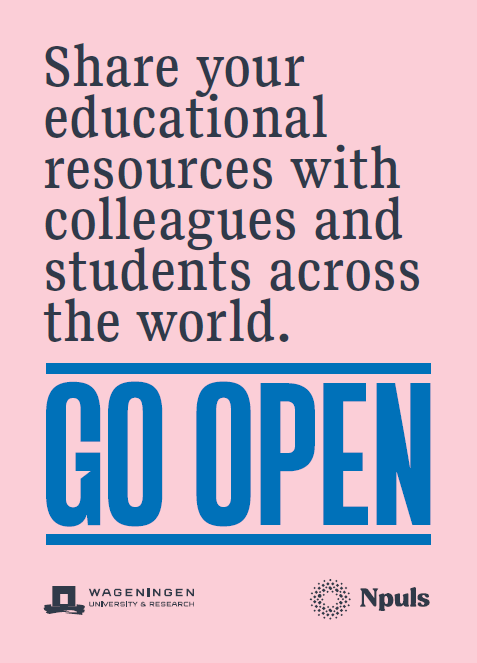 Share your
educational
resources with
colleagues and
students across
the world.
GO OPEN
WAGENINGEN
UNIVERSITY & RESEARCH
Npuls